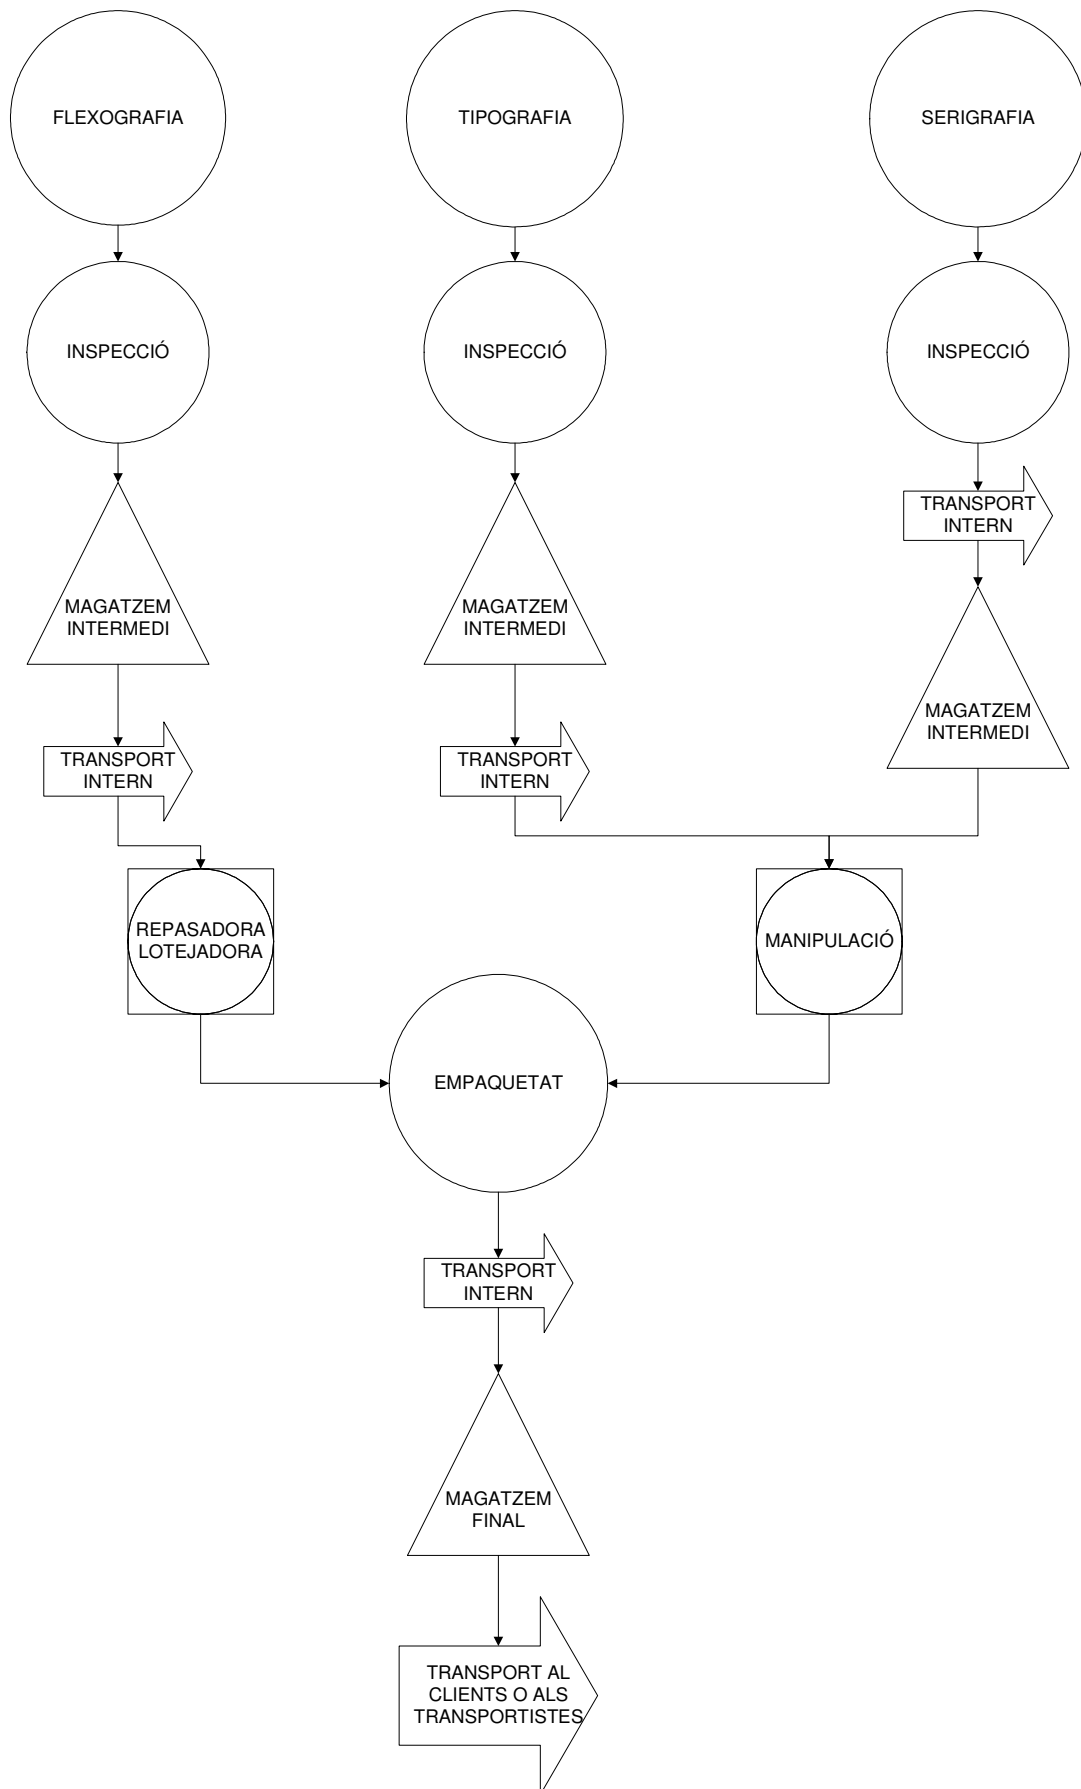 FLEXOGRAFIA
TIPOGRAFIA
SERIGRAFIA
INSPECCIÓ
INSPECCIÓ
INSPECCIÓ
TRANSPORT
INTERN
MAGATZEM
INTERMEDI
MAGATZEM
INTERMEDI
MAGATZEM
INTERMEDI
TRANSPORT
INTERN
TRANSPORT
INTERN
REPASADORA
LOTEJADORA
MANIPULACIÓ
EMPAQUETAT
TRANSPORT
INTERN
MAGATZEM
FINAL
TRANSPORT AL
CLIENTS O ALS
TRANSPORTISTES